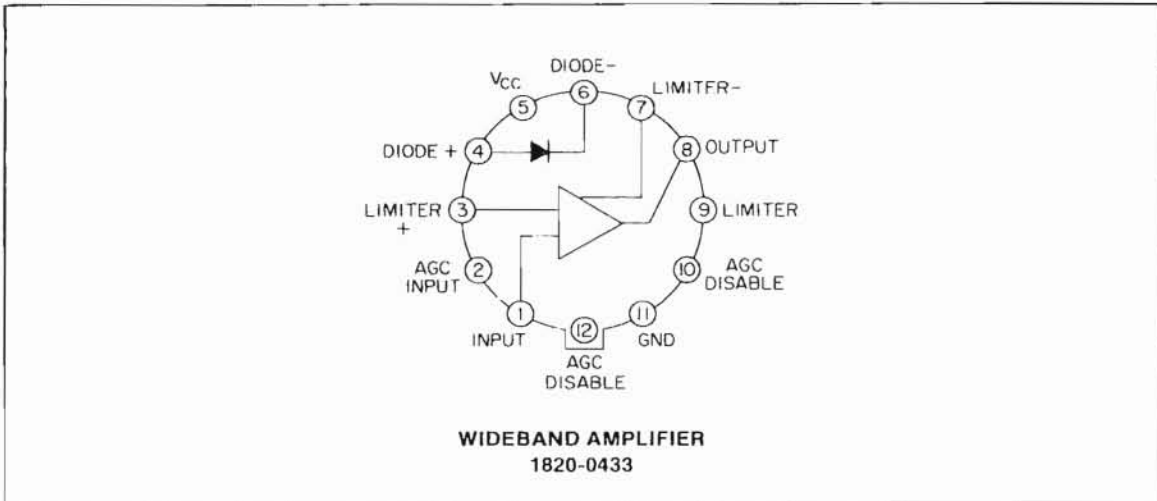 DIODE-
6
VCC
5
LIMITER-
7
DIODE +
4
8
OUTPUT
LIMITER
+
3
9
LIMITER
AGC
INPUT
2
10
AGC
DISABLE
INPUT
1
12
AGC
DISABLE
11
GND
WIDEBAND AMPLIFIER
1820-0433